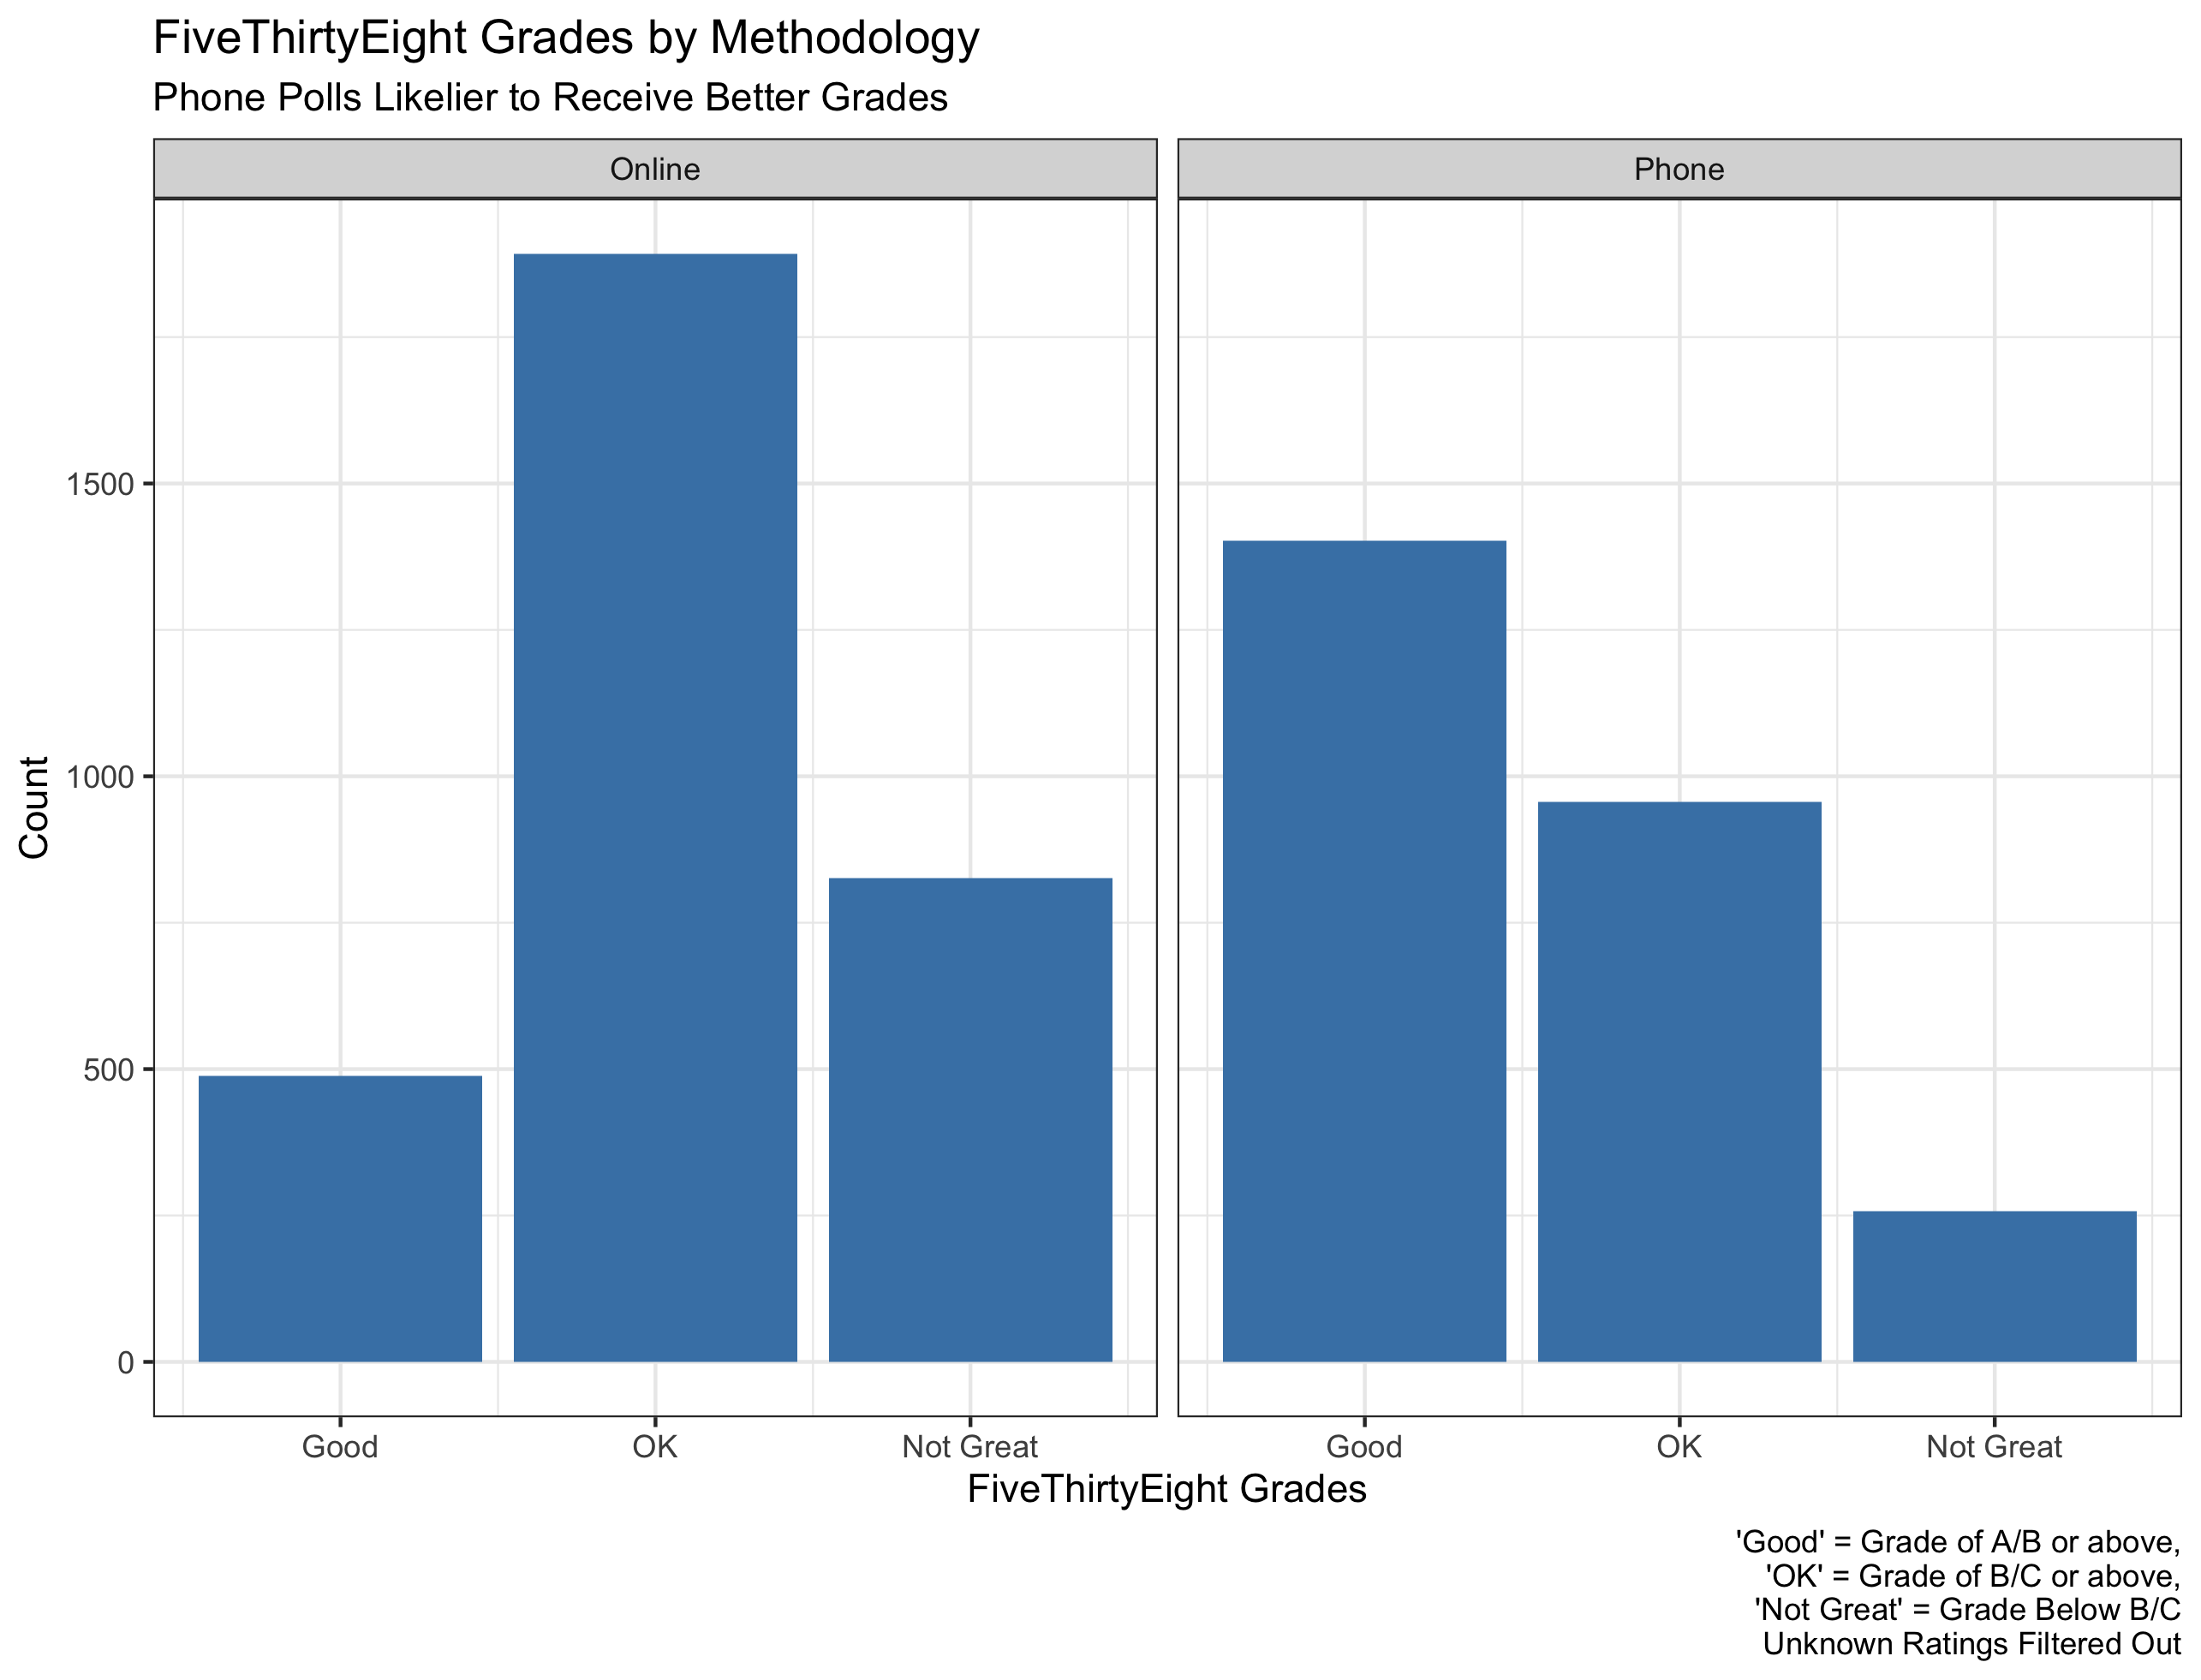 FiveThirtyEight Grades by Methodology
Phone Polls Likelier to Receive Better Grades
Online
Phone
Count
1500
1000
500
0
Good
OK
Not Great
Good
OK
Not Great
FiveThirtyEight Grades
'Good' = Grade of A/B or above,
'OK' = Grade of B/C or above,
'Not Great' = Grade Below B/C
Unknown Ratings Filtered Out